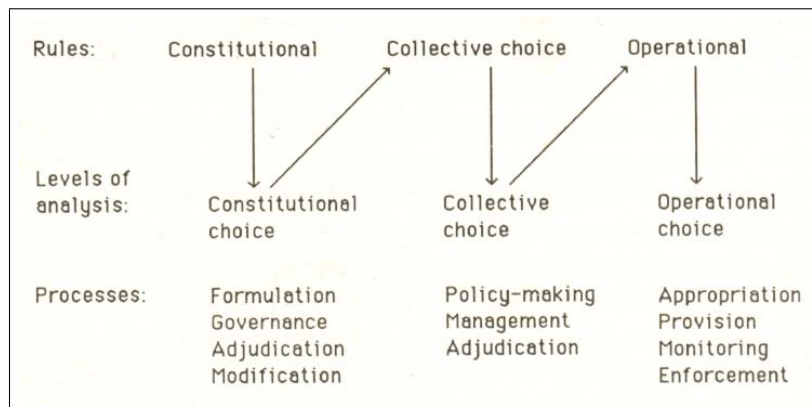 Rules: Constitutional Collective choice Operational
Levels of
analysis: Constitutional Collective Operational
choice choice choice
Processes: Formulation Policy-making Appropriation
Governance Management Provision
Adjudication Adjudication Monitoring
Modification Enforcement